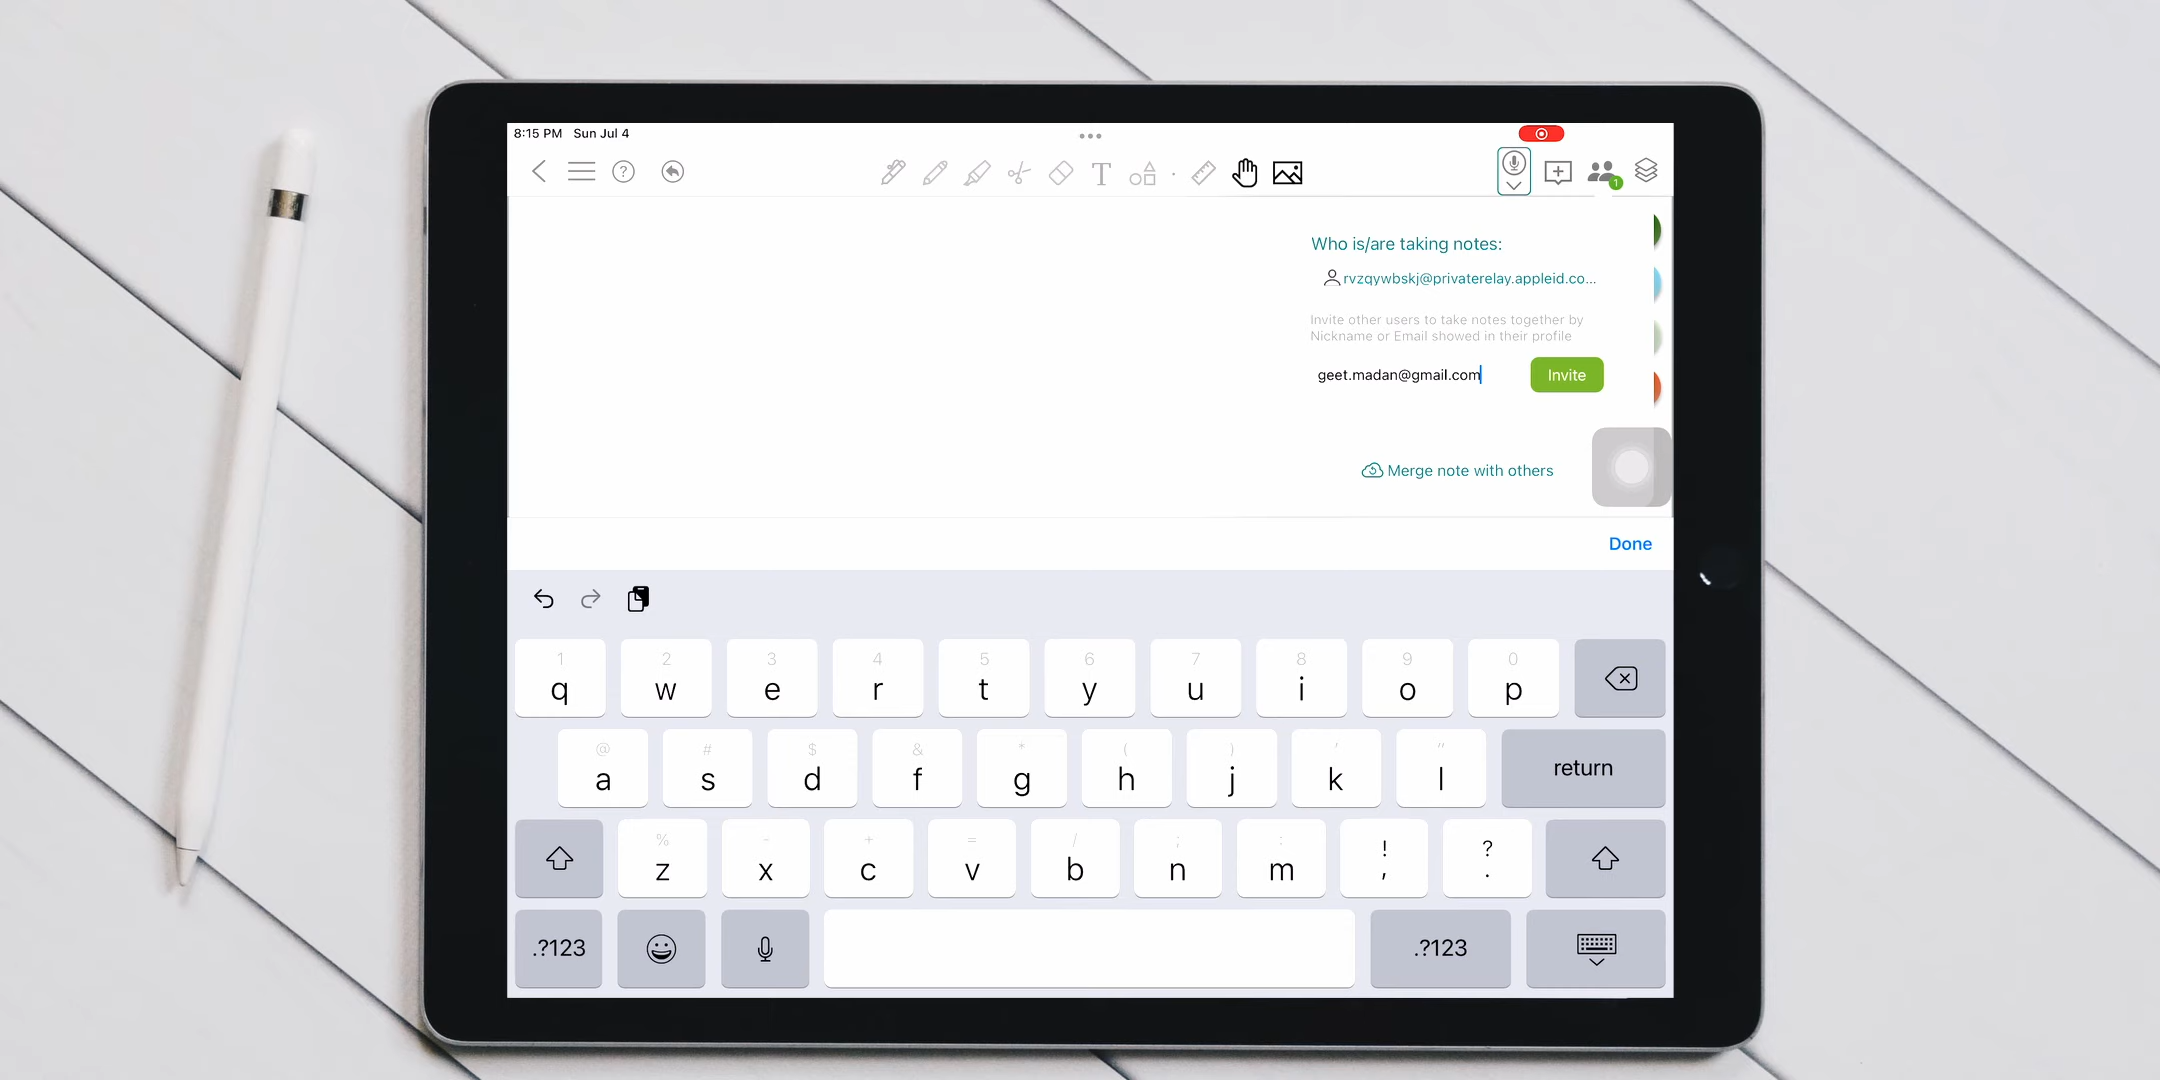 8:15 PM Sun Jul 4
T
1
Who is/are taking notes:
rvzqywbskj@privaterelay.appleid.co...
Invite other users to take notes together by
Nickname or Email showed in their profile
geet.madan@gmail.com
Invite
Merge note with others
Done
1 2 3 4 5 6 7 8 9 0
q w e r t y u i o p
@ # $ & * ( ) ' "
a s d f g h j k l return
% - + = / ; : ! ?
z x c v b n m , .
.?123 .?123